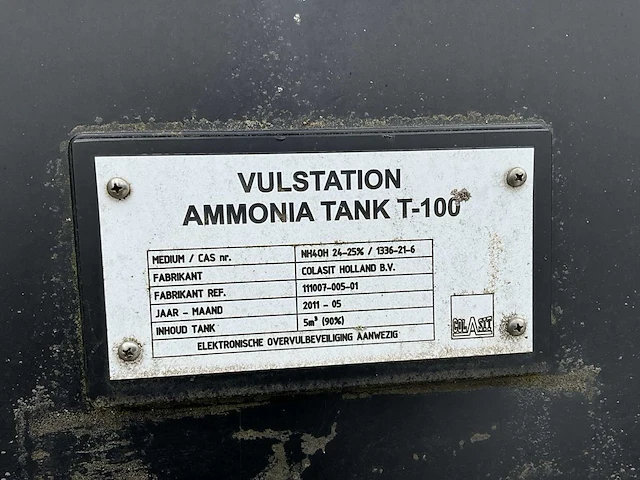 VULSTATION
AMMONIA TANK T-100
MEDIUM / CAS nr. NH4OH 24-25% / 1336-21-6
FABRIKANT COLASIT HOLLAND B.V.
FABRIKANT REF. 111007-005-01
JAAR - MAAND 2011 - 05
INHOUD TANK 5m³ (90%)
ELEKTRONISCHE OVERVULBEVEILIGING AANWEZIG
COLASIT